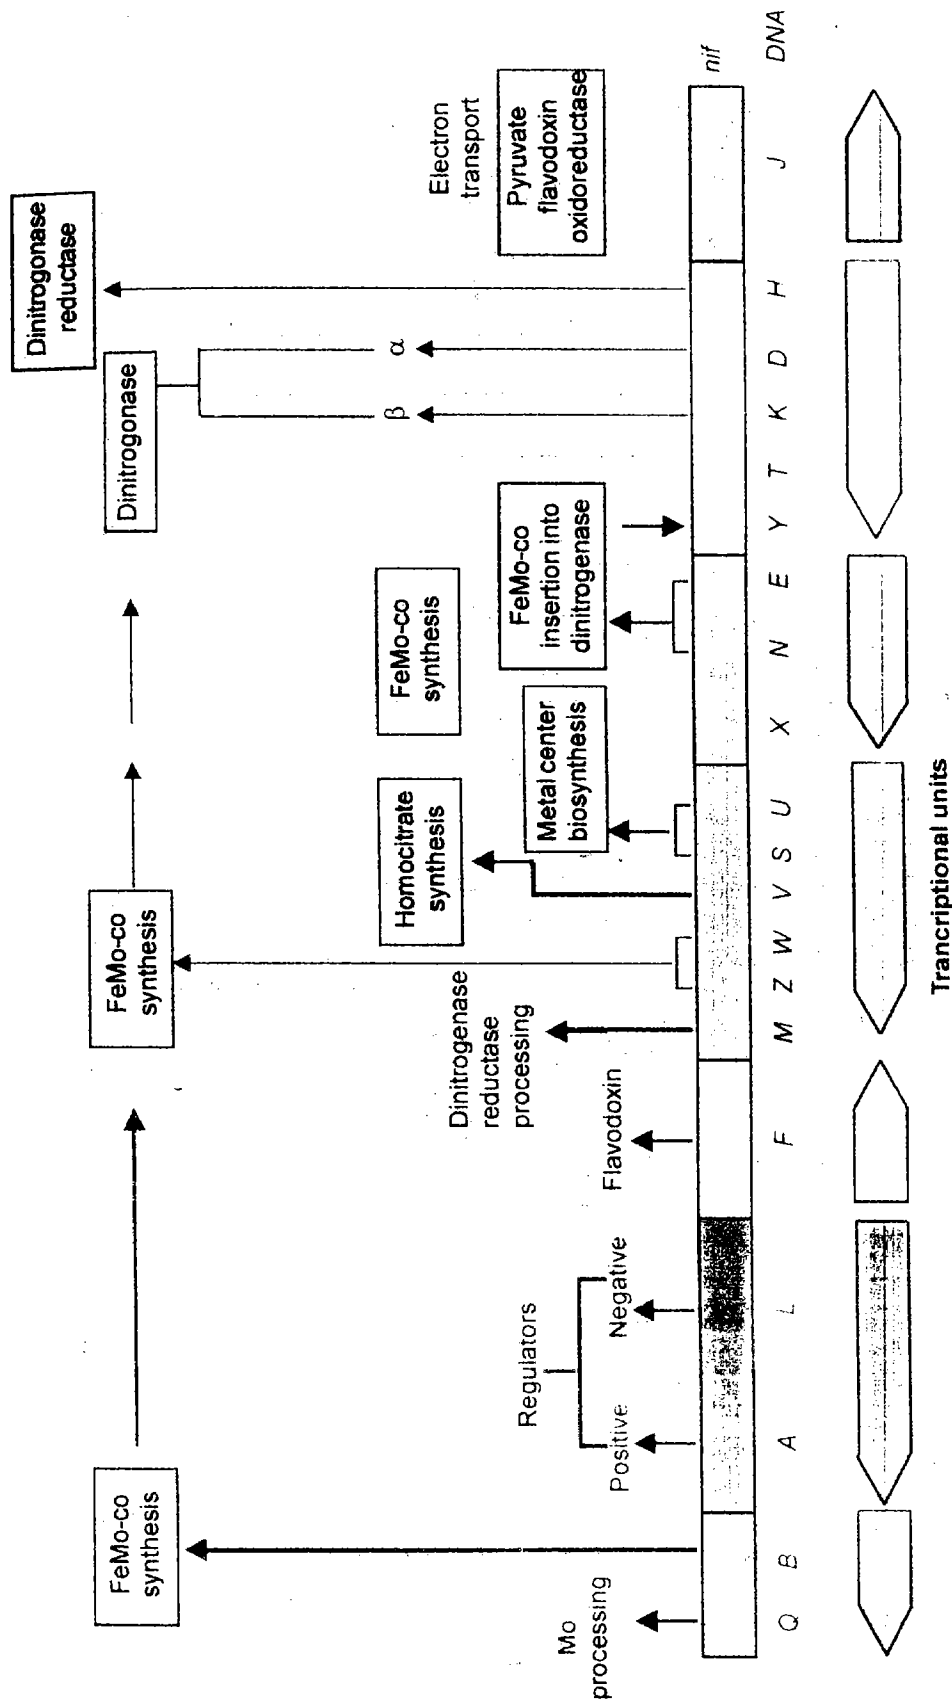 Dinitrogonase
reductase
Dinitrogonase
FeMo-co
synthesis
FeMo-co
synthesis
Electron
transport
Pyruvate
flavodoxin
oxidoreductase
β
α
FeMo-co
synthesis
FeMo-co
insertion into
dinitrogenase
Homocitrate
synthesis
Metal center
biosynthesis
Dinitrogenase
reductase
processing
Flavodoxin
Regulators
Positive
Negative
Mo
processing
nif
Q B A L F M Z W V S U X N E Y T K D H J DNA
Trancriptional units